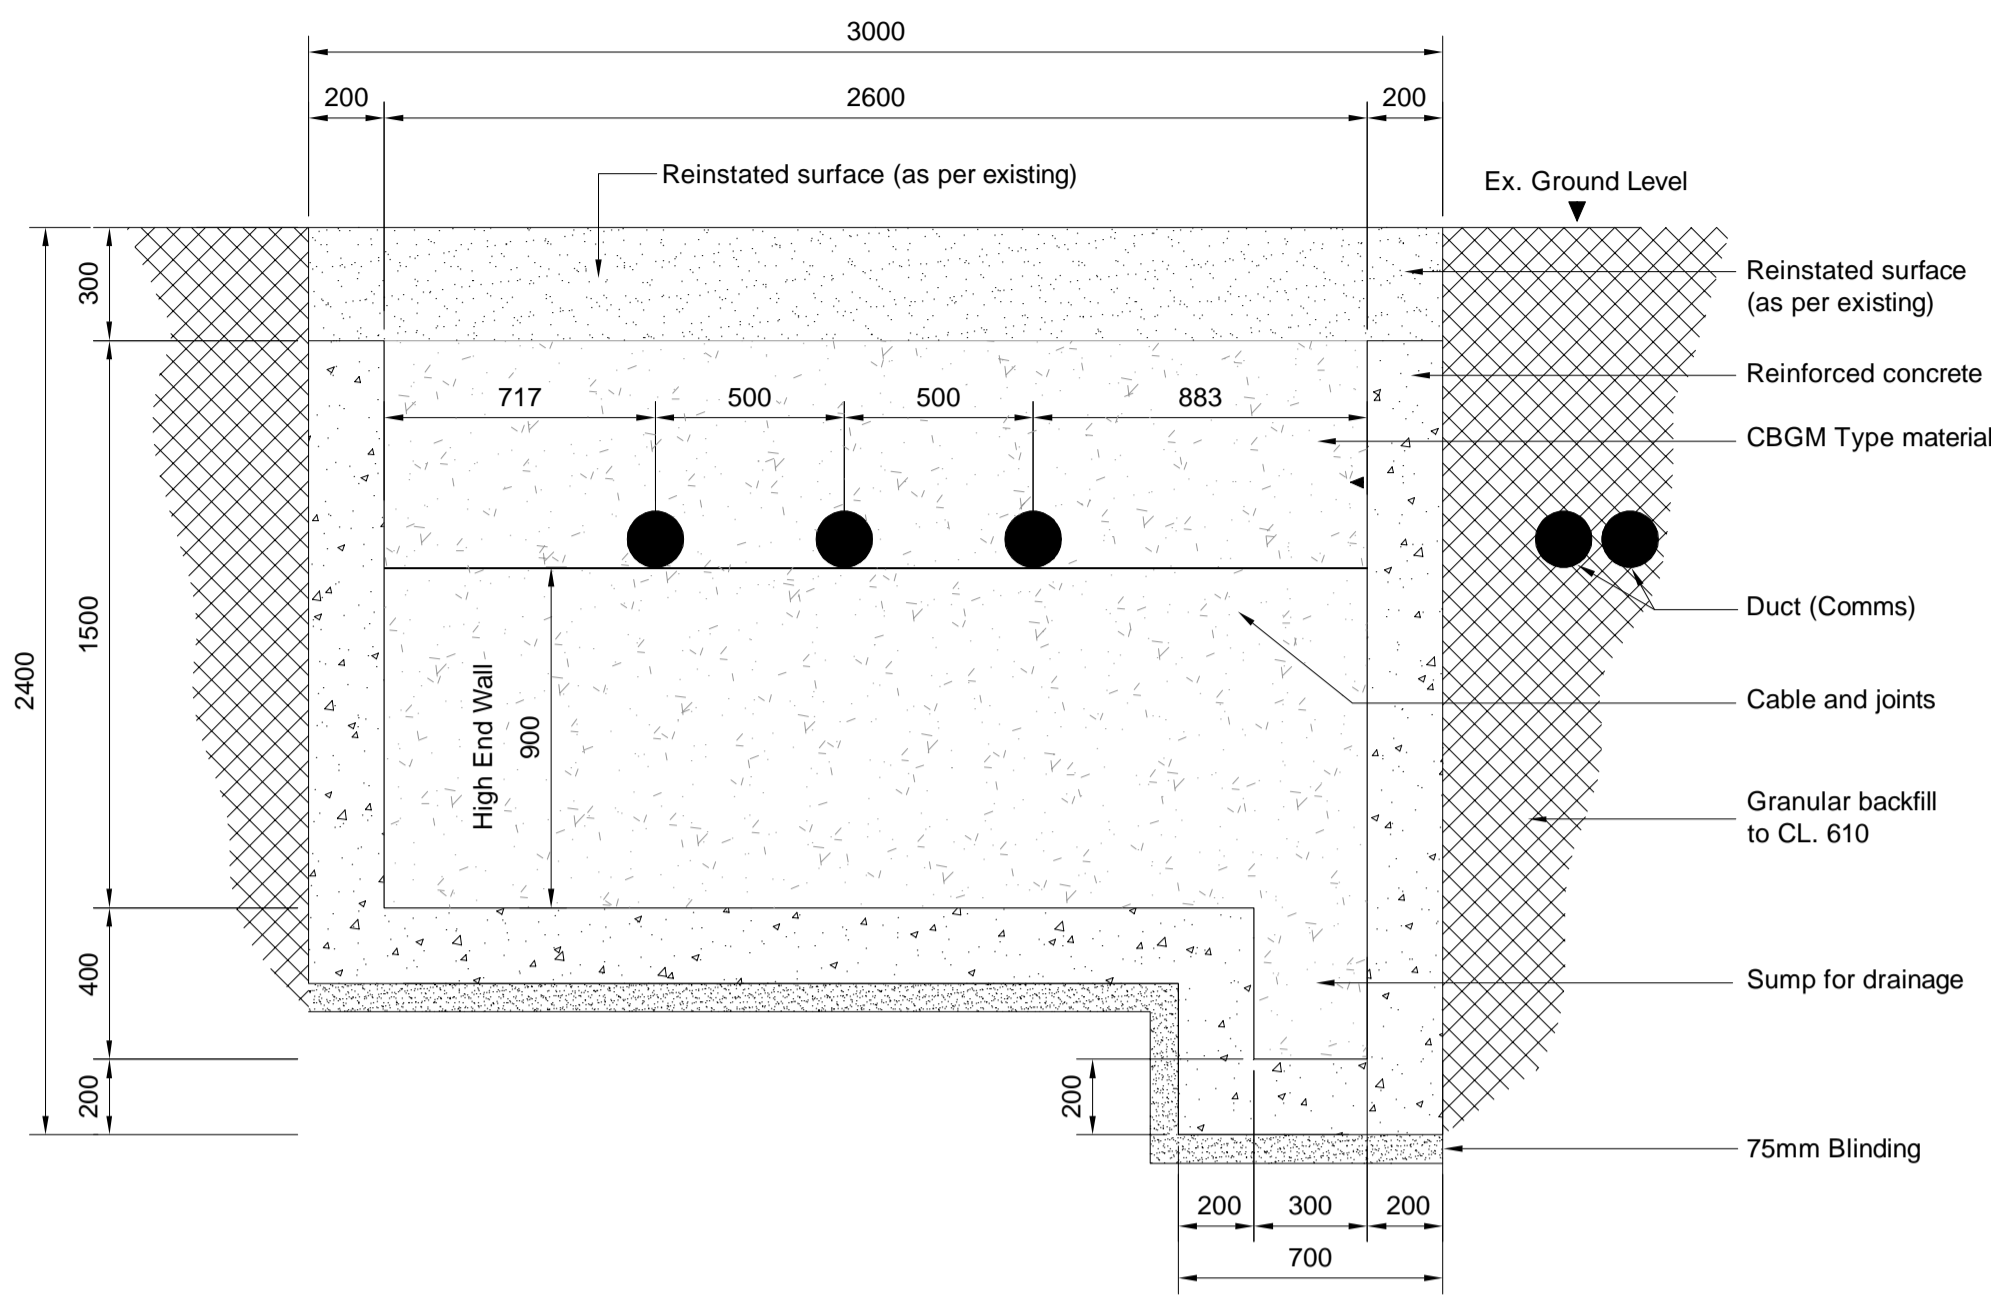 3000
200
2600
200
Reinstated surface (as per existing)
Ex. Ground Level
300
Reinstated surface
(as per existing)
Reinforced concrete
717
500
500
883
CBGM Type material
1500
Duct (Comms)
2400
High End Wall
900
Cable and joints
Granular backfill
to CL. 610
400
Sump for drainage
200
200
75mm Blinding
200
300
200
700